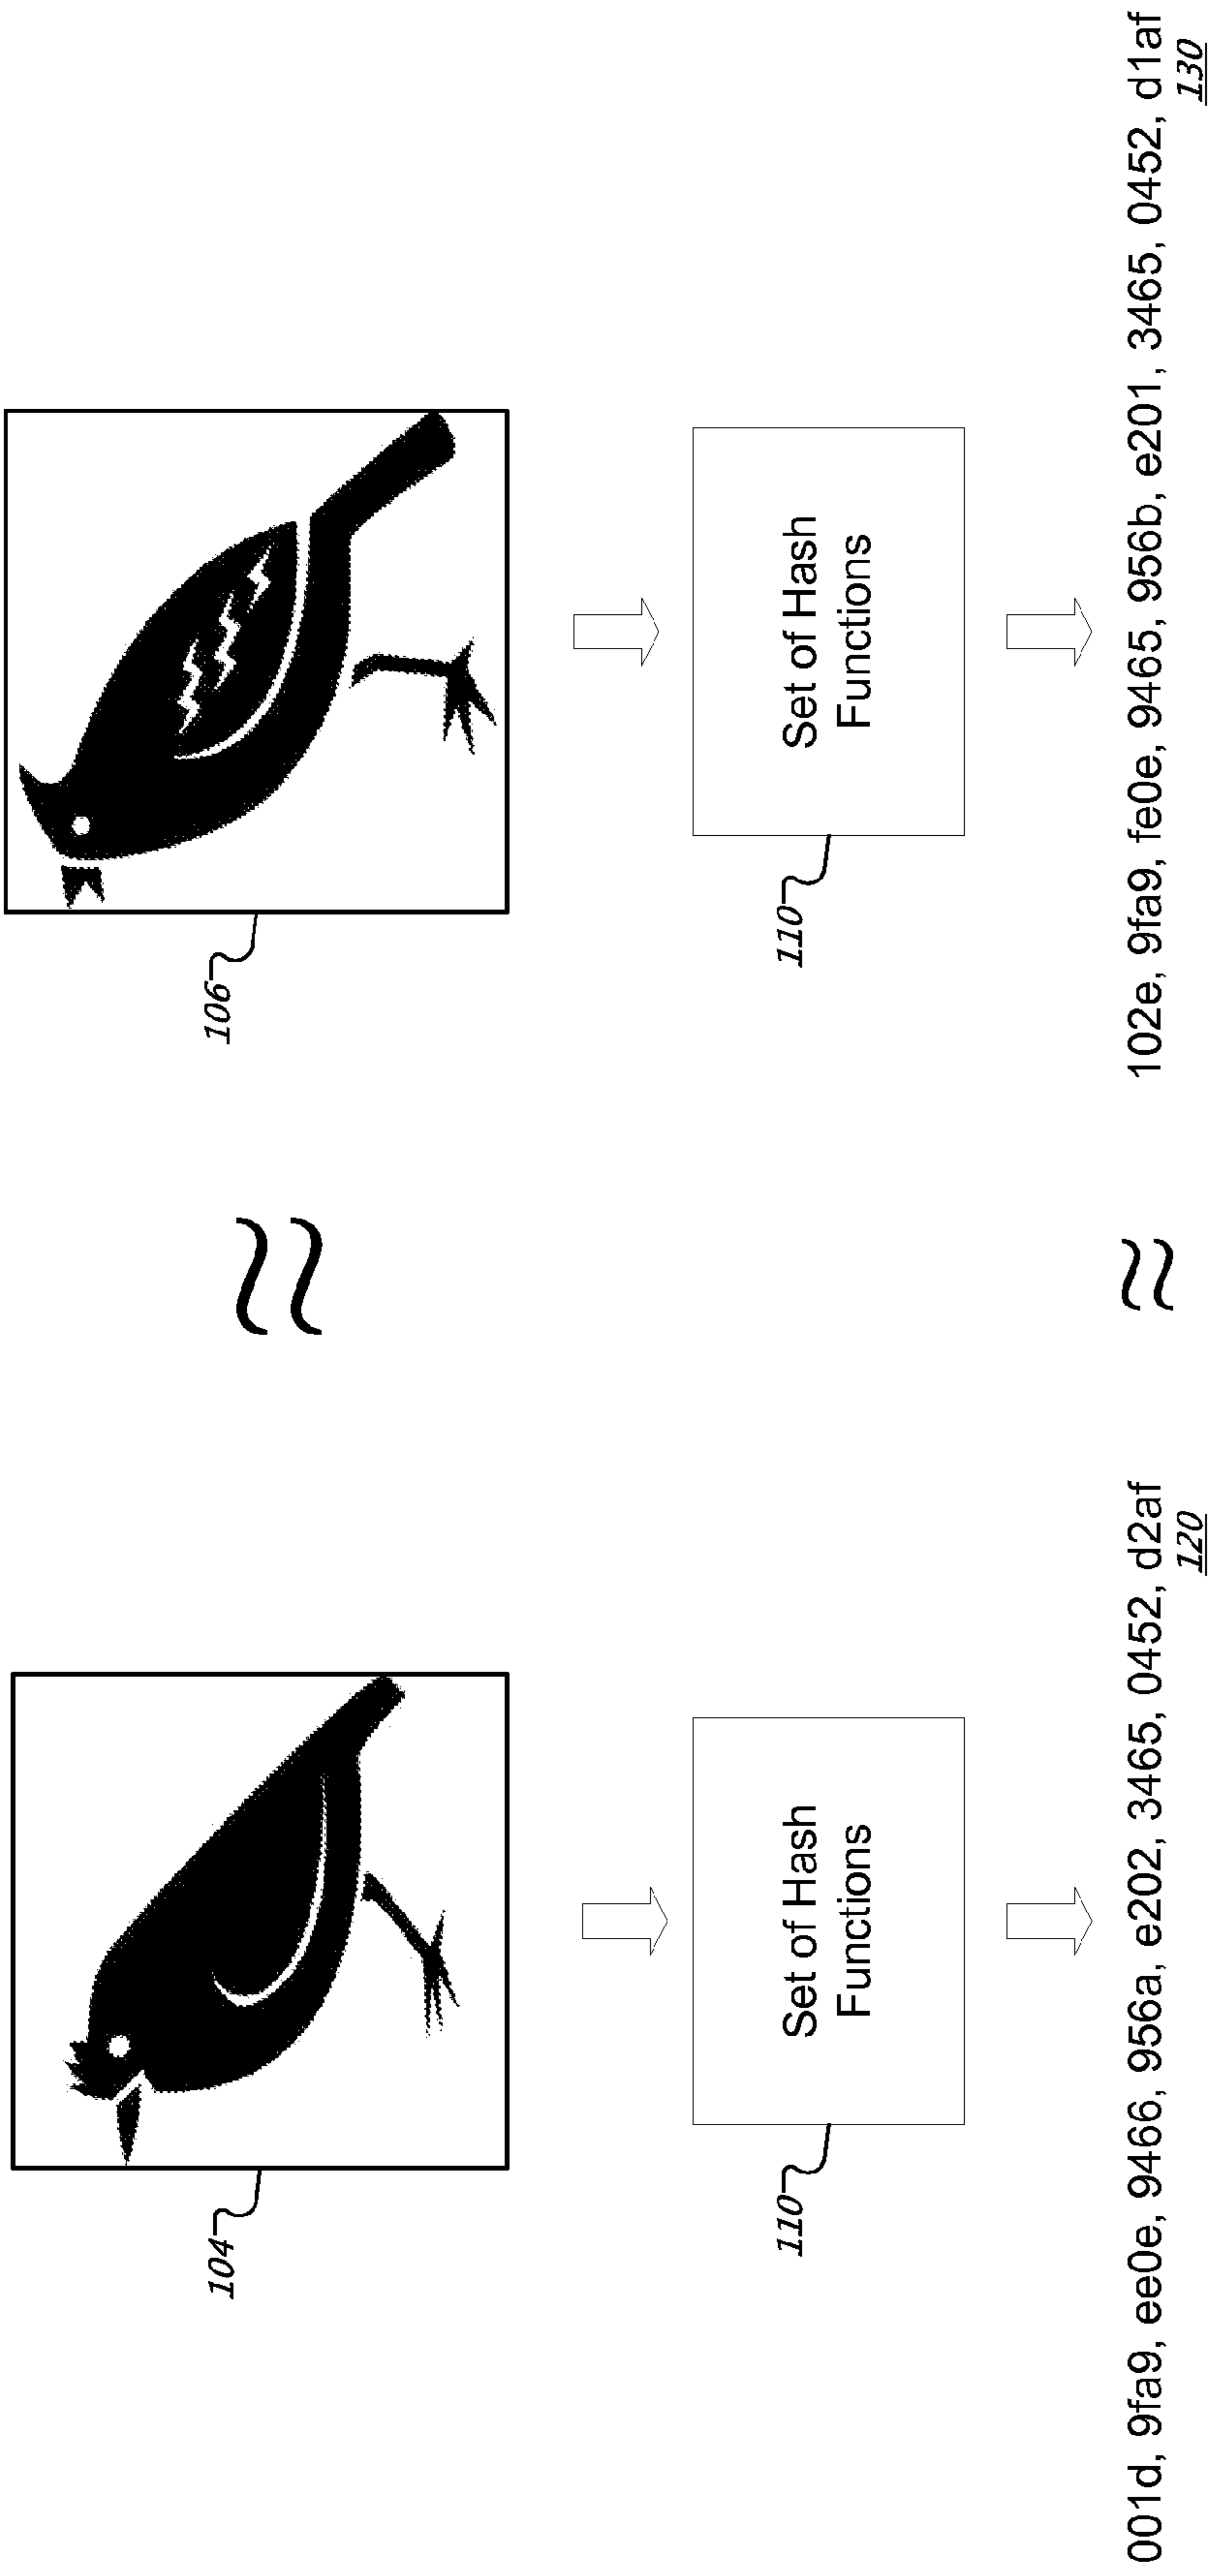 104
≈
106
110
Set of Hash
Functions
110
Set of Hash
Functions
001d, 9fa9, ee0e, 9466, 956a, e202, 3465, 0452, d2af
120
≈
102e, 9fa9, fe0e, 9465, 956b, e201, 3465, 0452, d1af
130